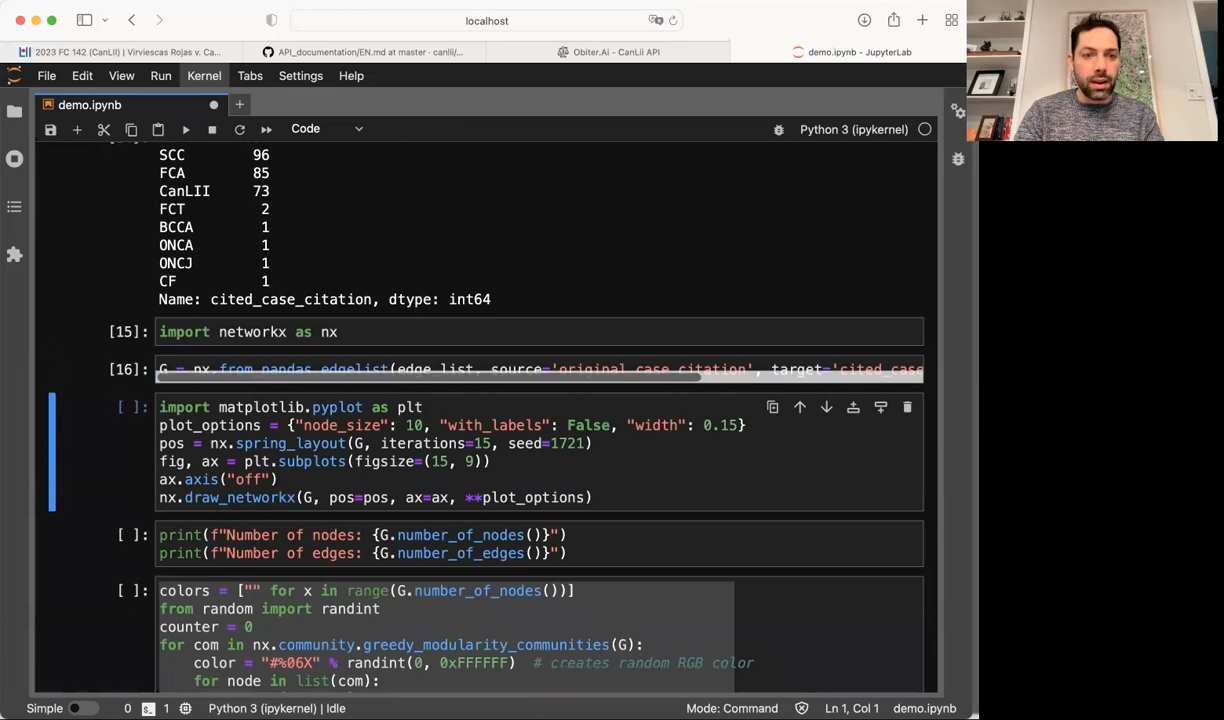 localhost
2023 FC 142 (CanLII) | Virviescas Rojas v. Ca...
API_documentation/EN.md at master · canlii/...
Obiter.Ai - CanLii API
demo.ipynb - JupyterLab
File Edit View Run Kernel Tabs Settings Help
demo.ipynb
Code
Python 3 (ipykernel)
SCC 96
FCA 85
CanLII 73
FCT 2
BCCA 1
ONCA 1
ONCJ 1
CF 1
Name: cited_case_citation, dtype: int64
[15]: import networkx as nx
[16]: G = nx.from_pandas_edgelist(edge_list, source='original_case_citation', target='cited_case
[ ]: import matplotlib.pyplot as plt
plot_options = {"node_size": 10, "with_labels": False, "width": 0.15}
pos = nx.spring_layout(G, iterations=15, seed=1721)
fig, ax = plt.subplots(figsize=(15, 9))
ax.axis("off")
nx.draw_networkx(G, pos=pos, ax=ax, **plot_options)
[ ]: print(f"Number of nodes: {G.number_of_nodes()}")
print(f"Number of edges: {G.number_of_edges()}")
[ ]: colors = ["" for x in range(G.number_of_nodes())]
from random import randint
counter = 0
for com in nx.community.greedy_modularity_communities(G):
color = "#%06X" % randint(0, 0xFFFFFF) # creates random RGB color
for node in list(com):
Simple 0 $_ 1 Python 3 (ipykernel) | Idle Mode: Command Ln 1, Col 1 demo.ipynb